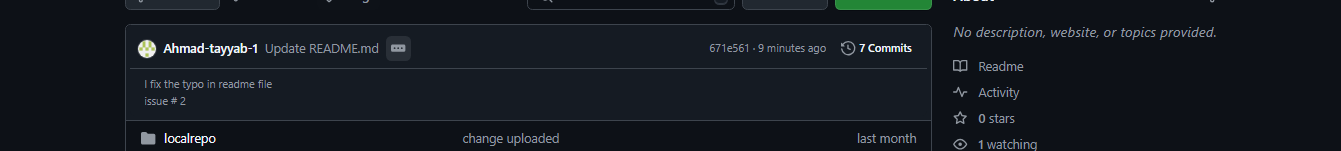 Ahmad-tayyab-1 Update README.md 671e561 · 9 minutes ago 7 Commits
I fix the typo in readme file
issue # 2
localrepo change uploaded last month
No description, website, or topics provided.
Readme
Activity
0 stars
1 watching